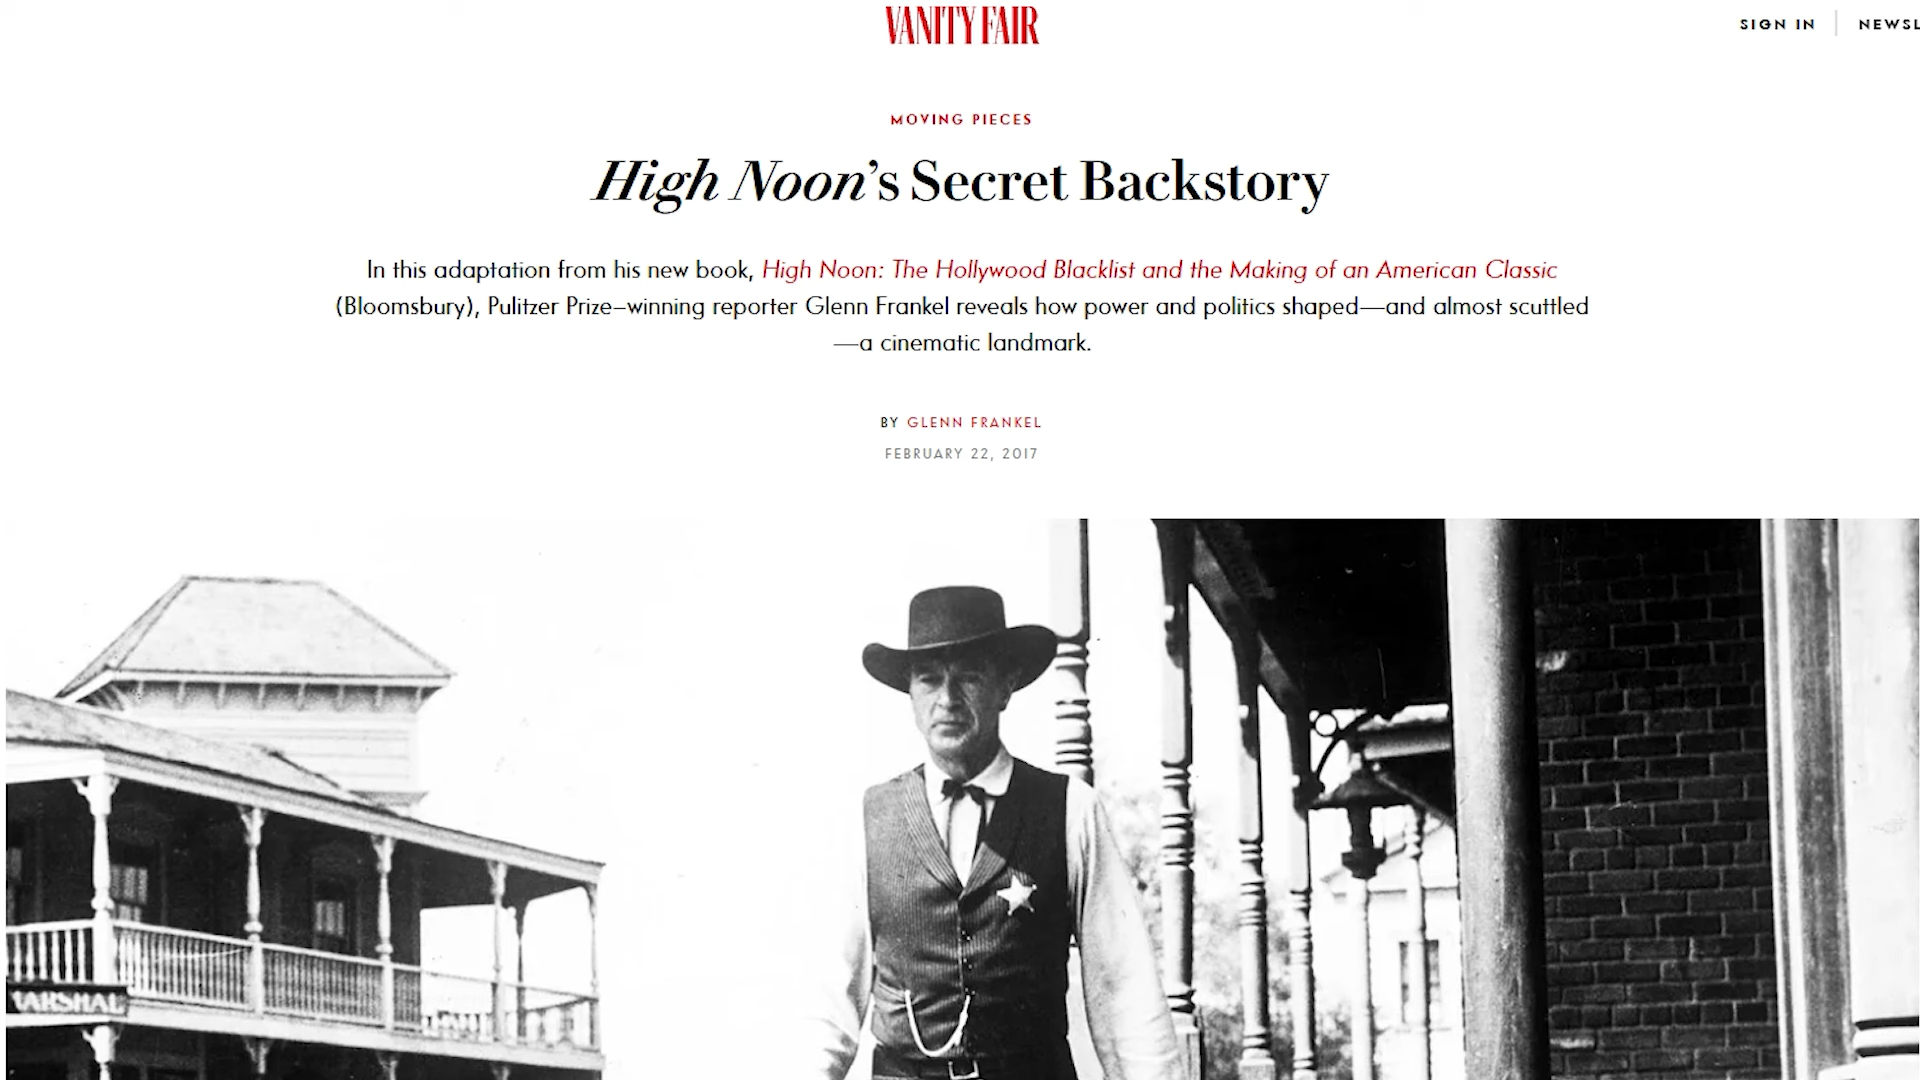 VANITY FAIR
SIGN IN
MOVING PIECES
High Noon’s Secret Backstory
In this adaptation from his new book, High Noon: The Hollywood Blacklist and the Making of an American Classic
(Bloomsbury), Pulitzer Prize–winning reporter Glenn Frankel reveals how power and politics shaped—and almost scuttled
—a cinematic landmark.
BY GLENN FRANKEL
FEBRUARY 22, 2017
MARSHAL